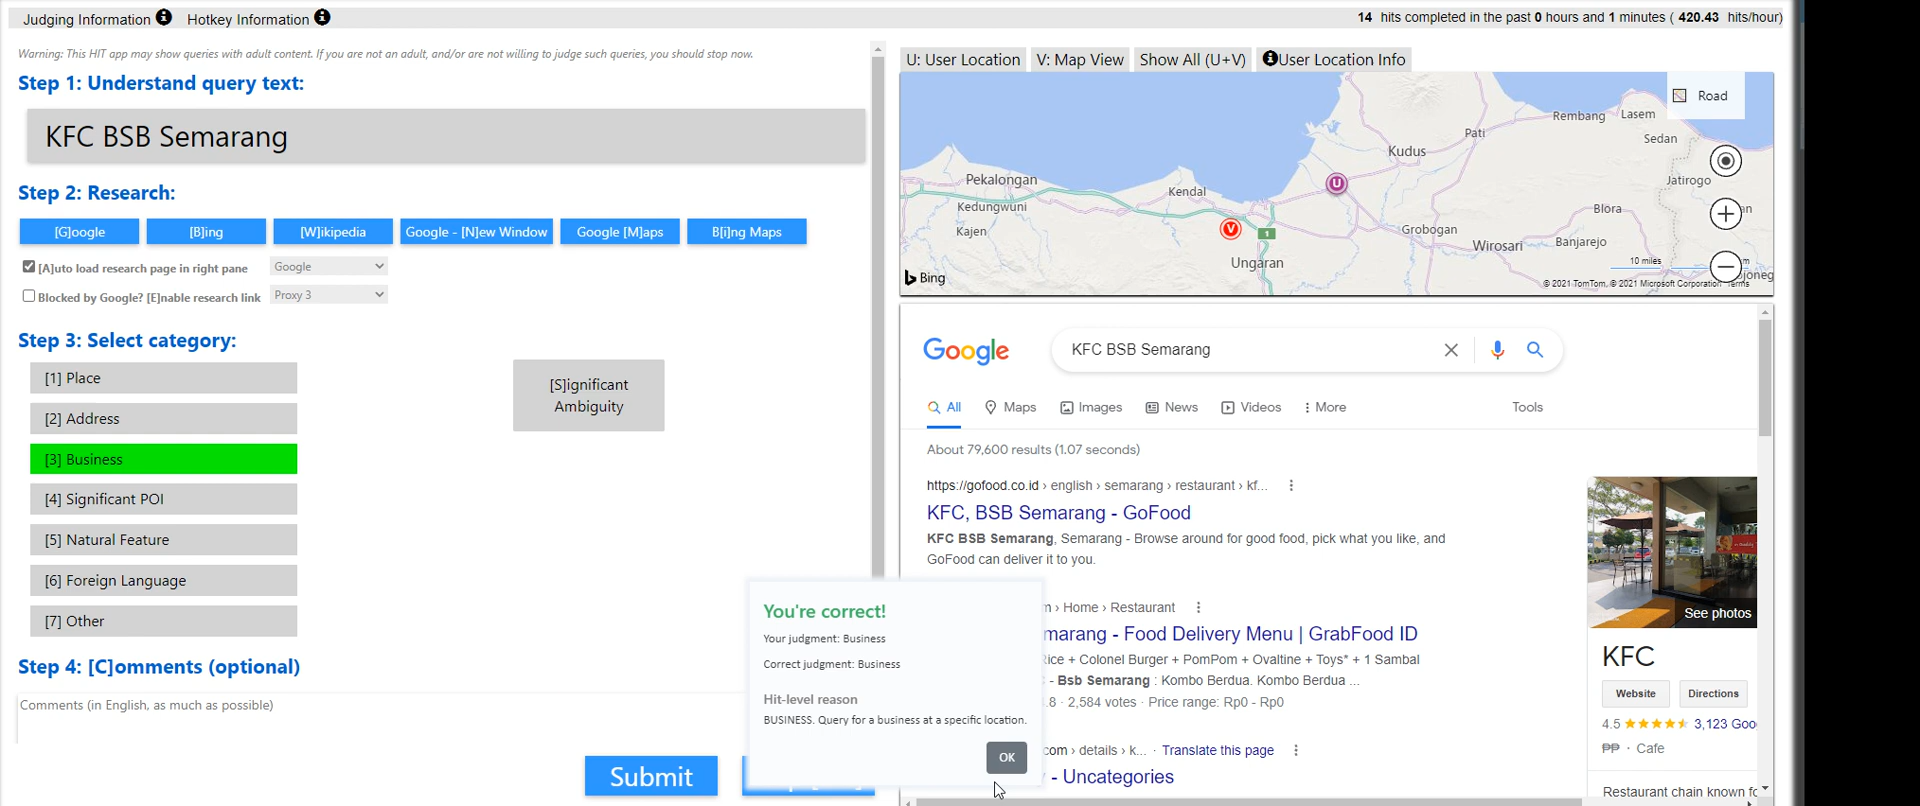 Judging Information Hotkey Information
14 hits completed in the past 0 hours and 1 minutes ( 420.43 hits/hour)
Warning: This HIT app may show queries with adult content. If you are not an adult, and/or are not willing to judge such queries, you should stop now.
Step 1: Understand query text:
KFC BSB Semarang
Step 2: Research:
[G]oogle [B]ing [W]ikipedia Google - [N]ew Window Google [M]aps B[i]ng Maps
[A]uto load research page in right pane Google
Blocked by Google? [E]nable research link Proxy 3
Step 3: Select category:
[1] Place
[2] Address
[3] Business
[4] Significant POI
[5] Natural Feature
[6] Foreign Language
[7] Other
[S]ignificant
Ambiguity
Step 4: [C]omments (optional)
Comments (in English, as much as possible)
Submit
You're correct!
Your judgment: Business
Correct judgment: Business
Hit-level reason
BUSINESS. Query for a business at a specific location.
OK
U: User Location V: Map View Show All (U+V) User Location Info
Road
Rembang Lasem
Pati Sedan
Kudus
Pekalongan Kendal U Jatirogo
Kedungwuni
Kajen V 1 Grobogan Blora
Wirosari Banjarejo
Ungaran
10 miles
Bing
© 2021 TomTom, © 2021 Microsoft Corporation Terms
Google
KFC BSB Semarang
All Maps Images News Videos More Tools
About 79,600 results (1.07 seconds)
https://gofood.co.id › english › semarang › restaurant › kf...
KFC, BSB Semarang - GoFood
KFC BSB Semarang, Semarang - Browse around for good food, pick what you like, and
GoFood can deliver it to you.
› Home › Restaurant
marang - Food Delivery Menu | GrabFood ID
Rice + Colonel Burger + PomPom + Ovaltine + Toys* + 1 Sambal
- Bsb Semarang : Kombo Berdua. Kombo Berdua ...
.8 · 2,584 votes · Price range: Rp0 - Rp0
com › details › k... · Translate this page
- Uncategories
See photos
KFC
Website Directions
4.5 3,123 Goo
₱₱ · Cafe
Restaurant chain known fo